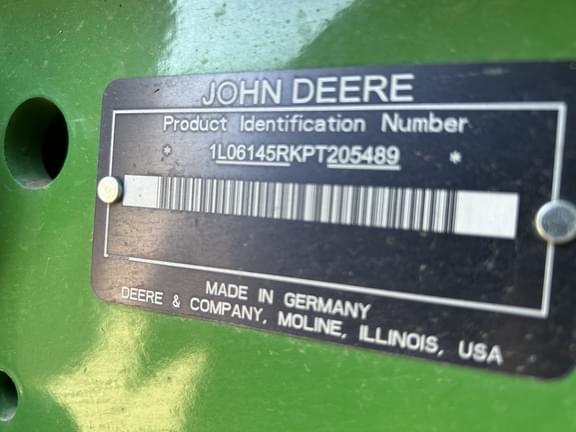 JOHN DEERE
Product Identification Number
* 1L06145RKPT205489 *
MADE IN GERMANY
DEERE & COMPANY, MOLINE, ILLINOIS, USA